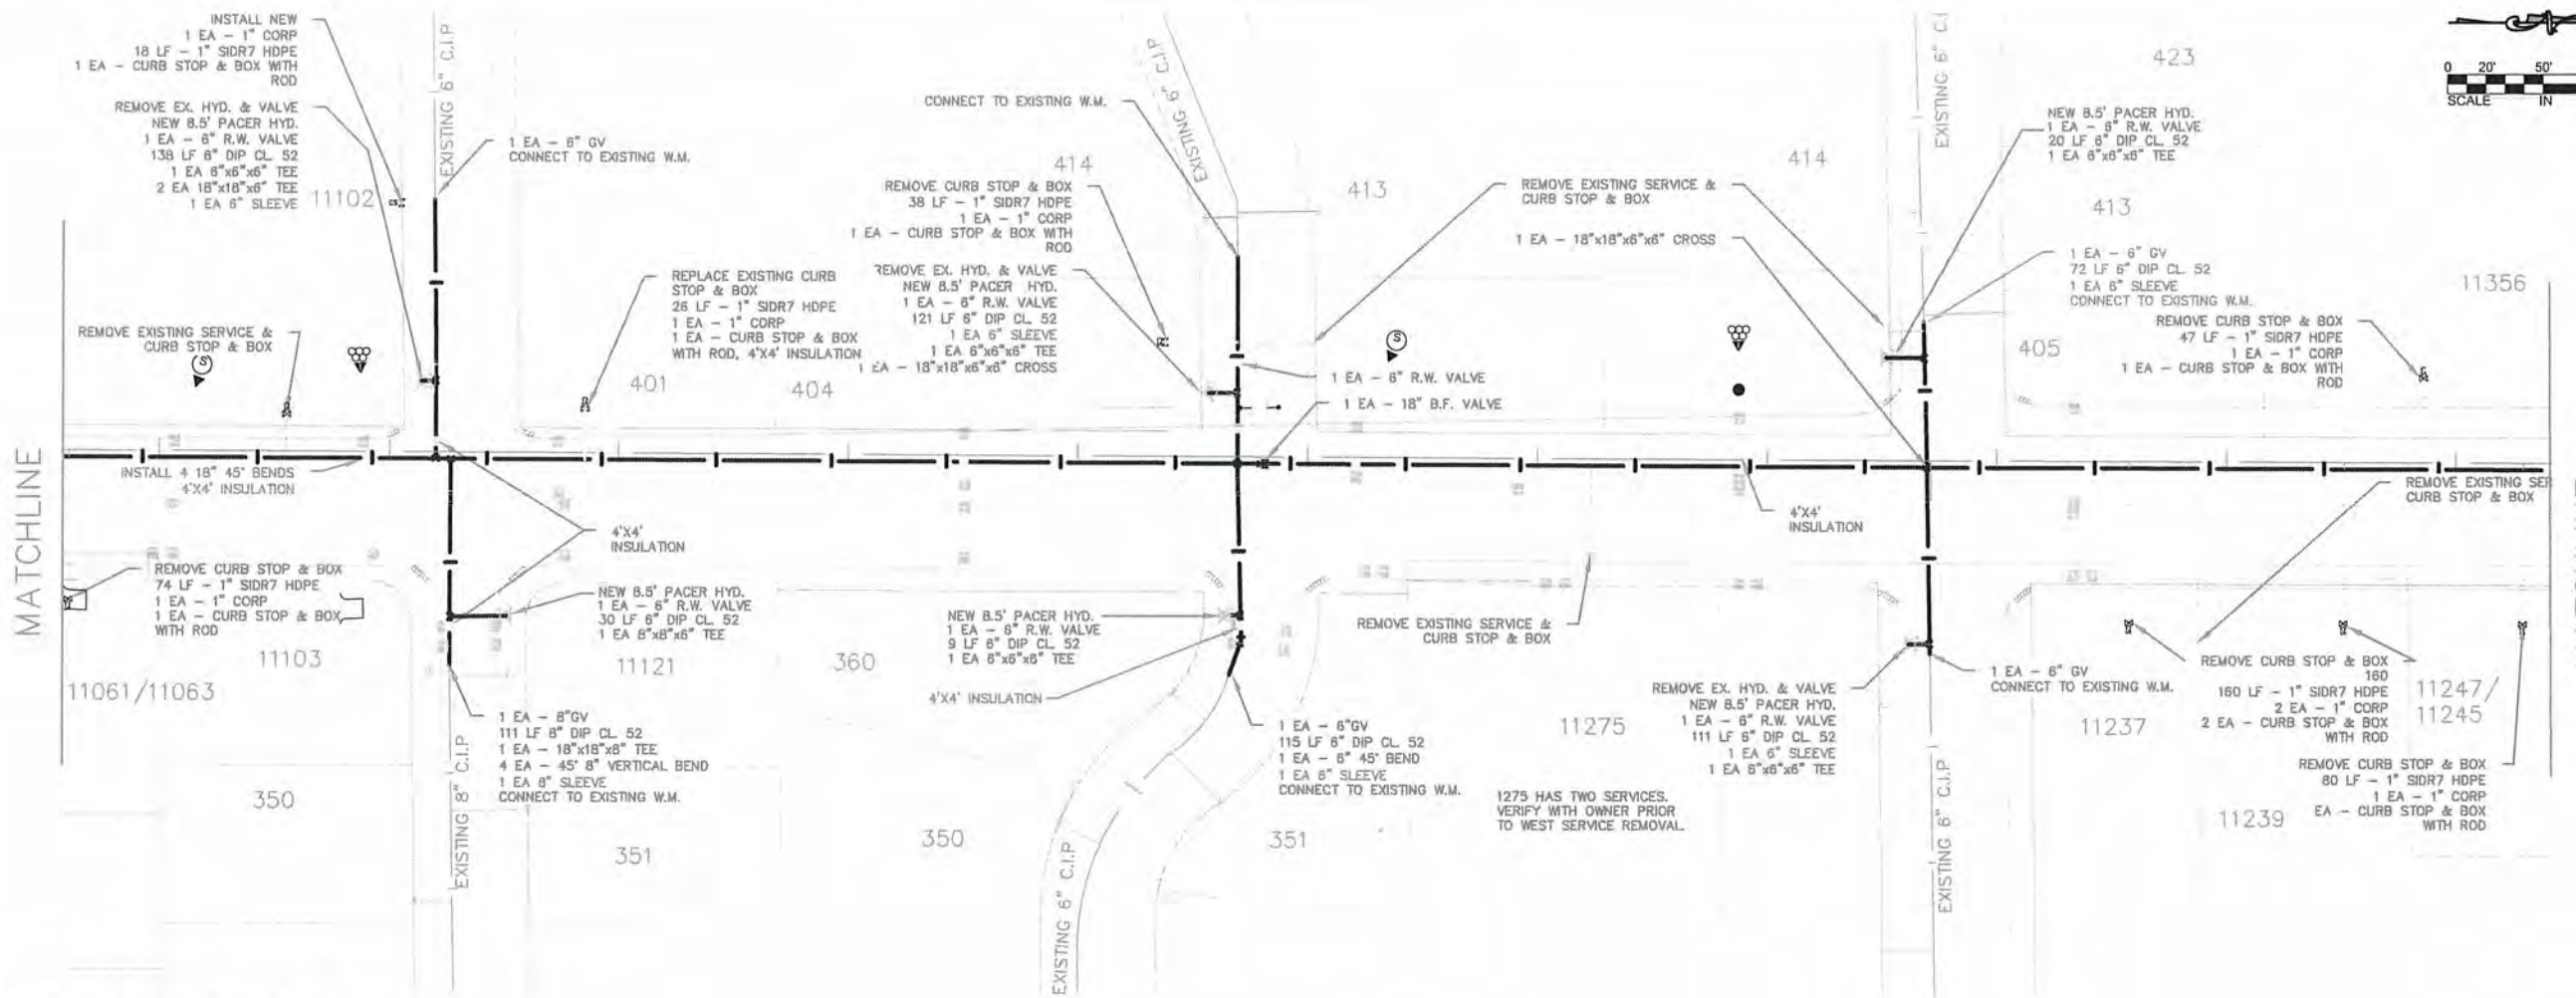 INSTALL NEW
1 EA - 1" CORP
18 LF - 1" SIDR7 HDPE
1 EA - CURB STOP & BOX WITH
ROD
REMOVE EX. HYD. & VALVE
NEW 8.5' PACER HYD.
1 EA - 6" R.W. VALVE
138 LF 6" DIP CL. 52
1 EA 6"x6"x6" TEE
2 EA 18"x18"x6" TEE
1 EA 6" SLEEVE
11102
CS
EXISTING 6" C.I.P
1 EA - 6" GV
CONNECT TO EXISTING W.M.
REMOVE EXISTING SERVICE &
CURB STOP & BOX
S
REPLACE EXISTING CURB
STOP & BOX
26 LF - 1" SIDR7 HDPE
1 EA - 1" CORP
1 EA - CURB STOP & BOX
WITH ROD, 4'X4' INSULATION
401
404
CONNECT TO EXISTING W.M.
EXISTING 6" C.I.P
EXISTING 6" C.I.P
414
REMOVE CURB STOP & BOX
38 LF - 1" SIDR7 HDPE
1 EA - 1" CORP
1 EA - CURB STOP & BOX WITH
ROD
REMOVE EX. HYD. & VALVE
NEW 8.5' PACER HYD.
1 EA - 6" R.W. VALVE
121 LF 6" DIP CL. 52
1 EA 6" SLEEVE
1 EA 6"x6"x6" TEE
1 EA - 18"x18"x6"x6" CROSS
413
S
1 EA - 6" R.W. VALVE
1 EA - 18" B.F. VALVE
REMOVE EXISTING SERVICE &
CURB STOP & BOX
1 EA - 18"x18"x6"x6" CROSS
414
EXISTING 6" C.I
423
0 20' 50'
SCALE IN
NEW 8.5' PACER HYD.
1 EA - 6" R.W. VALVE
20 LF 6" DIP CL. 52
1 EA 6"x6"x6" TEE
413
1 EA - 6" GV
72 LF 6" DIP CL. 52
1 EA 6" SLEEVE
CONNECT TO EXISTING W.M.
11356
405
REMOVE CURB STOP & BOX
47 LF - 1" SIDR7 HDPE
1 EA - 1" CORP
1 EA - CURB STOP & BOX WITH
ROD
MATCHLINE
INSTALL 4 18" 45° BENDS
4'X4' INSULATION
4'X4'
INSULATION
4'X4'
INSULATION
REMOVE EXISTING SER
CURB STOP & BOX
REMOVE CURB STOP & BOX
74 LF - 1" SIDR7 HDPE
1 EA - 1" CORP
1 EA - CURB STOP & BOX
WITH ROD
11103
11061/11063
NEW 8.5' PACER HYD.
1 EA - 6" R.W. VALVE
30 LF 6" DIP CL. 52
1 EA 8"x8"x6" TEE
11121
360
1 EA - 8"GV
111 LF 8" DIP CL. 52
1 EA - 18"x18"x8" TEE
4 EA - 45° 8" VERTICAL BEND
1 EA 8" SLEEVE
CONNECT TO EXISTING W.M.
EXISTING 8" C.I.P
350
351
NEW 8.5' PACER HYD.
1 EA - 6" R.W. VALVE
9 LF 6" DIP CL. 52
1 EA 6"x6"x6" TEE
4'X4' INSULATION
1 EA - 6"GV
115 LF 6" DIP CL. 52
1 EA - 6" 45° BEND
1 EA 6" SLEEVE
CONNECT TO EXISTING W.M.
350
351
EXISTING 6" C.I.P
REMOVE EXISTING SERVICE &
CURB STOP & BOX
11275
1275 HAS TWO SERVICES.
VERIFY WITH OWNER PRIOR
TO WEST SERVICE REMOVAL.
REMOVE EX. HYD. & VALVE
NEW 8.5' PACER HYD.
1 EA - 6" R.W. VALVE
111 LF 6" DIP CL. 52
1 EA 6" SLEEVE
1 EA 6"x6"x6" TEE
1 EA - 6" GV
CONNECT TO EXISTING W.M.
EXISTING 6" C.I.P
11237
REMOVE CURB STOP & BOX
160
160 LF - 1" SIDR7 HDPE
2 EA - 1" CORP
2 EA - CURB STOP & BOX
WITH ROD
11247/
11245
REMOVE CURB STOP & BOX
80 LF - 1" SIDR7 HDPE
1 EA - 1" CORP
EA - CURB STOP & BOX
WITH ROD
11239